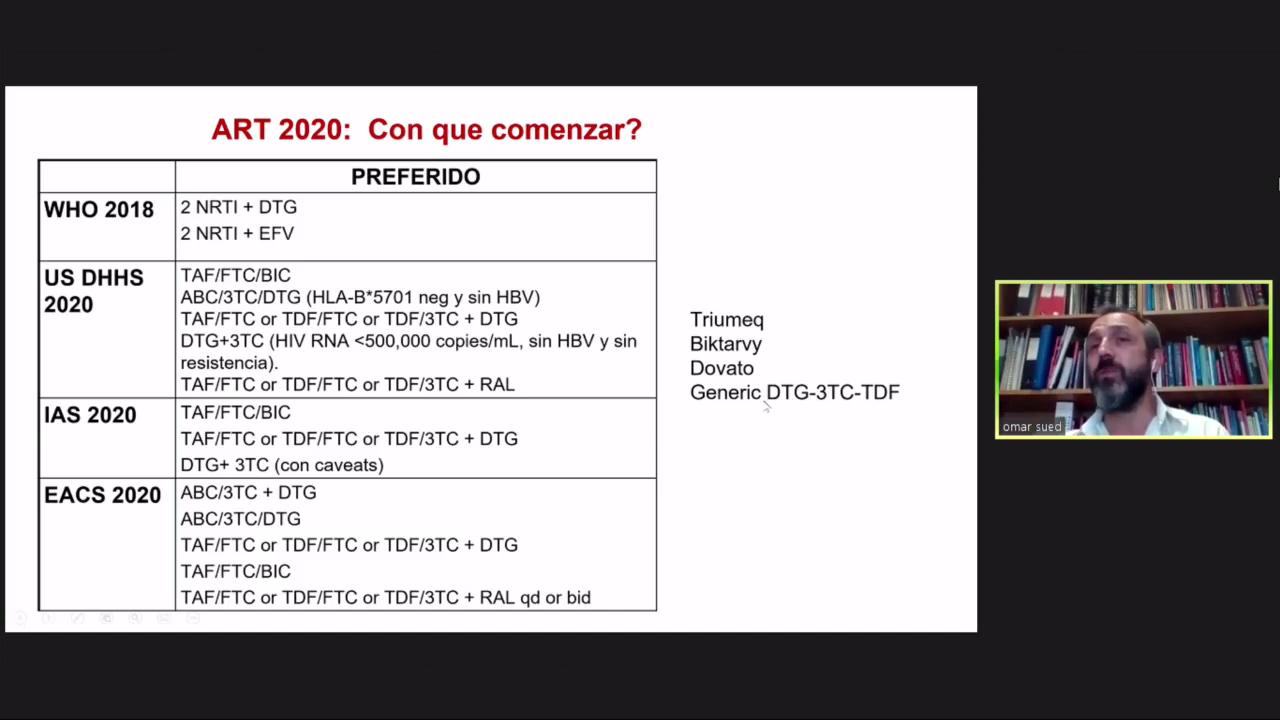 ART 2020: Con que comenzar?
PREFERIDO
WHO 2018
2 NRTI + DTG
2 NRTI + EFV
US DHHS
2020
TAF/FTC/BIC
ABC/3TC/DTG (HLA-B*5701 neg y sin HBV)
TAF/FTC or TDF/FTC or TDF/3TC + DTG
DTG+3TC (HIV RNA <500,000 copies/mL, sin HBV y sin
resistencia).
TAF/FTC or TDF/FTC or TDF/3TC + RAL
IAS 2020
TAF/FTC/BIC
TAF/FTC or TDF/FTC or TDF/3TC + DTG
DTG+ 3TC (con caveats)
EACS 2020
ABC/3TC + DTG
ABC/3TC/DTG
TAF/FTC or TDF/FTC or TDF/3TC + DTG
TAF/FTC/BIC
TAF/FTC or TDF/FTC or TDF/3TC + RAL qd or bid
Triumeq
Biktarvy
Dovato
Generic DTG-3TC-TDF
omar sued